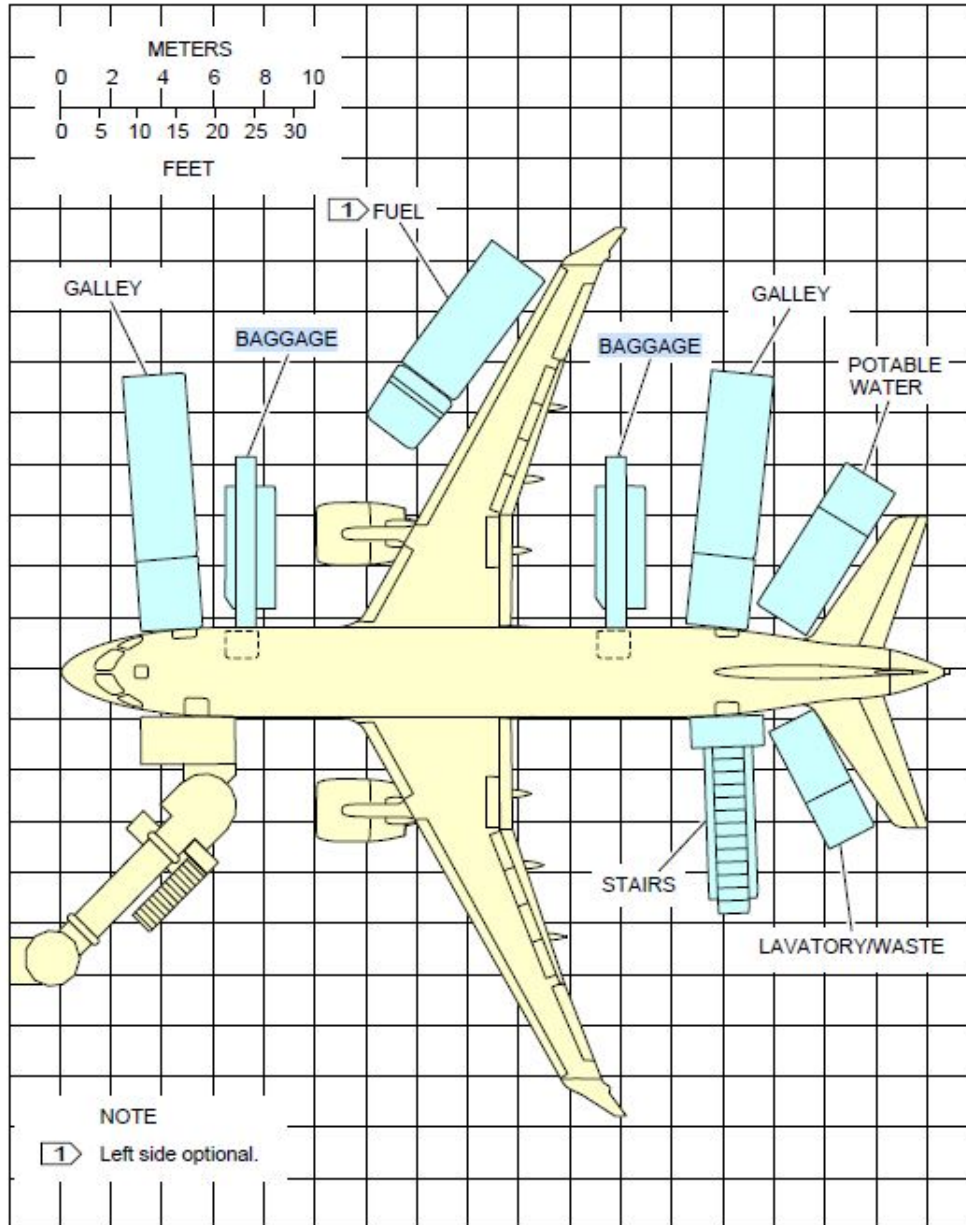 METERS
0 2 4 6 8 10
0 5 10 15 20 25 30
FEET
1 FUEL
GALLEY
GALLEY
BAGGAGE
BAGGAGE
POTABLE
WATER
STAIRS
LAVATORY/WASTE
NOTE
1 Left side optional.